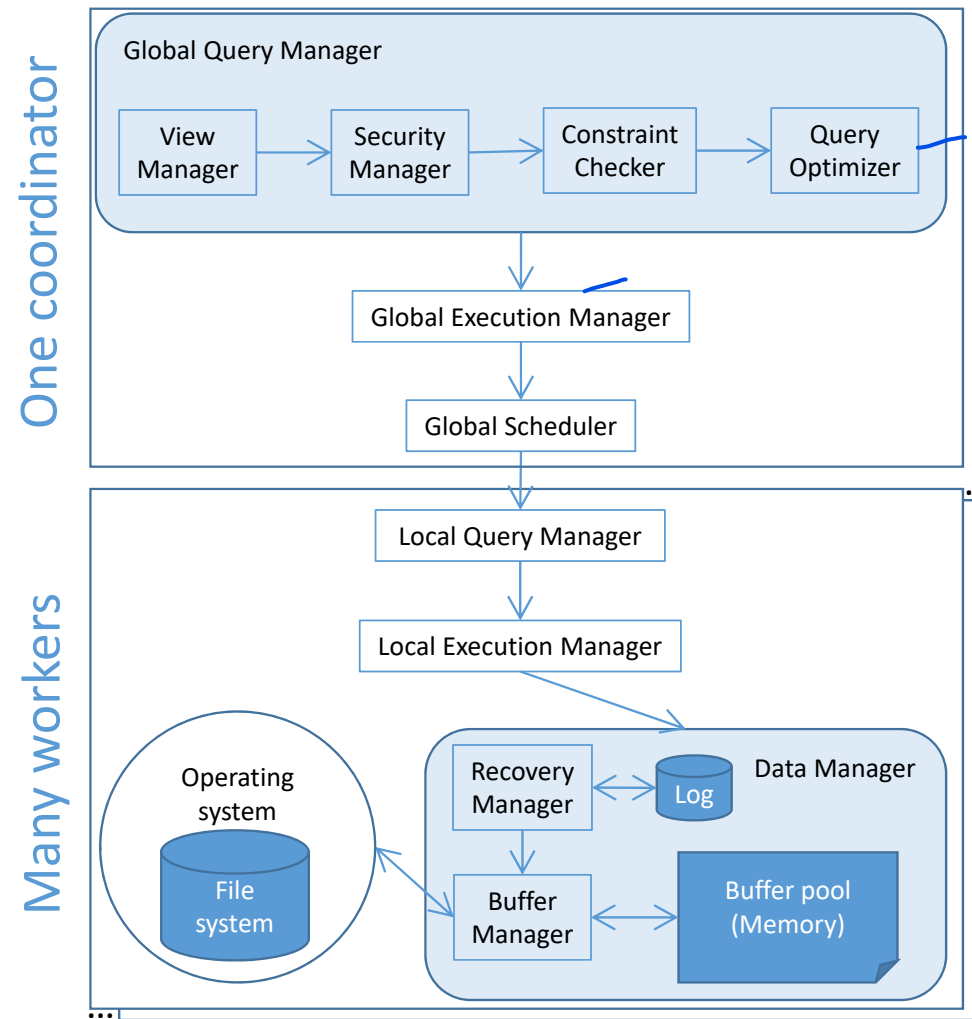 One coordinator
Global Query Manager
View
Manager
Security
Manager
Constraint
Checker
Query
Optimizer
Global Execution Manager
Global Scheduler
Many workers
Local Query Manager
Local Execution Manager
Operating
system
File
system
Data Manager
Recovery
Manager
Log
Buffer
Manager
Buffer pool
(Memory)
...
...